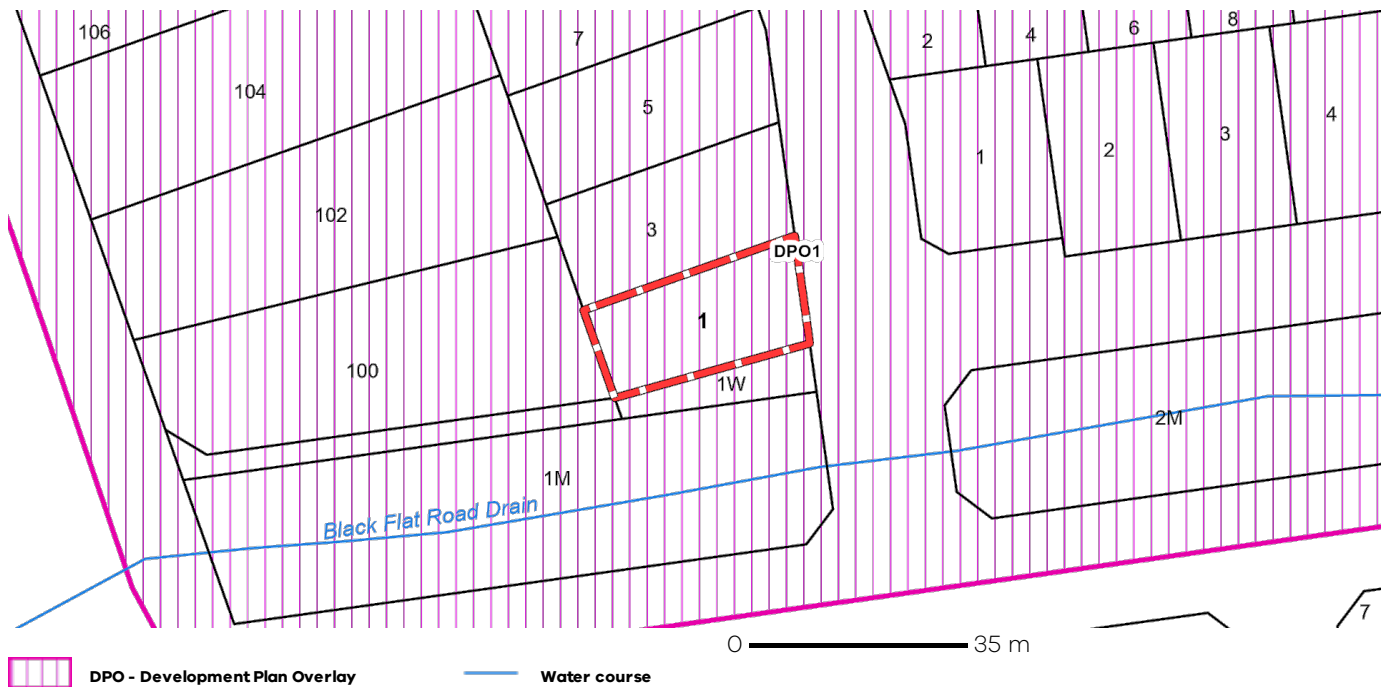 106
104
102
100
7
5
3
DPO1
1
1W
1M
Black Flat Road Drain
2
4
6
8
1
2
3
4
2M
7
0 35 m
DPO - Development Plan Overlay
Water course